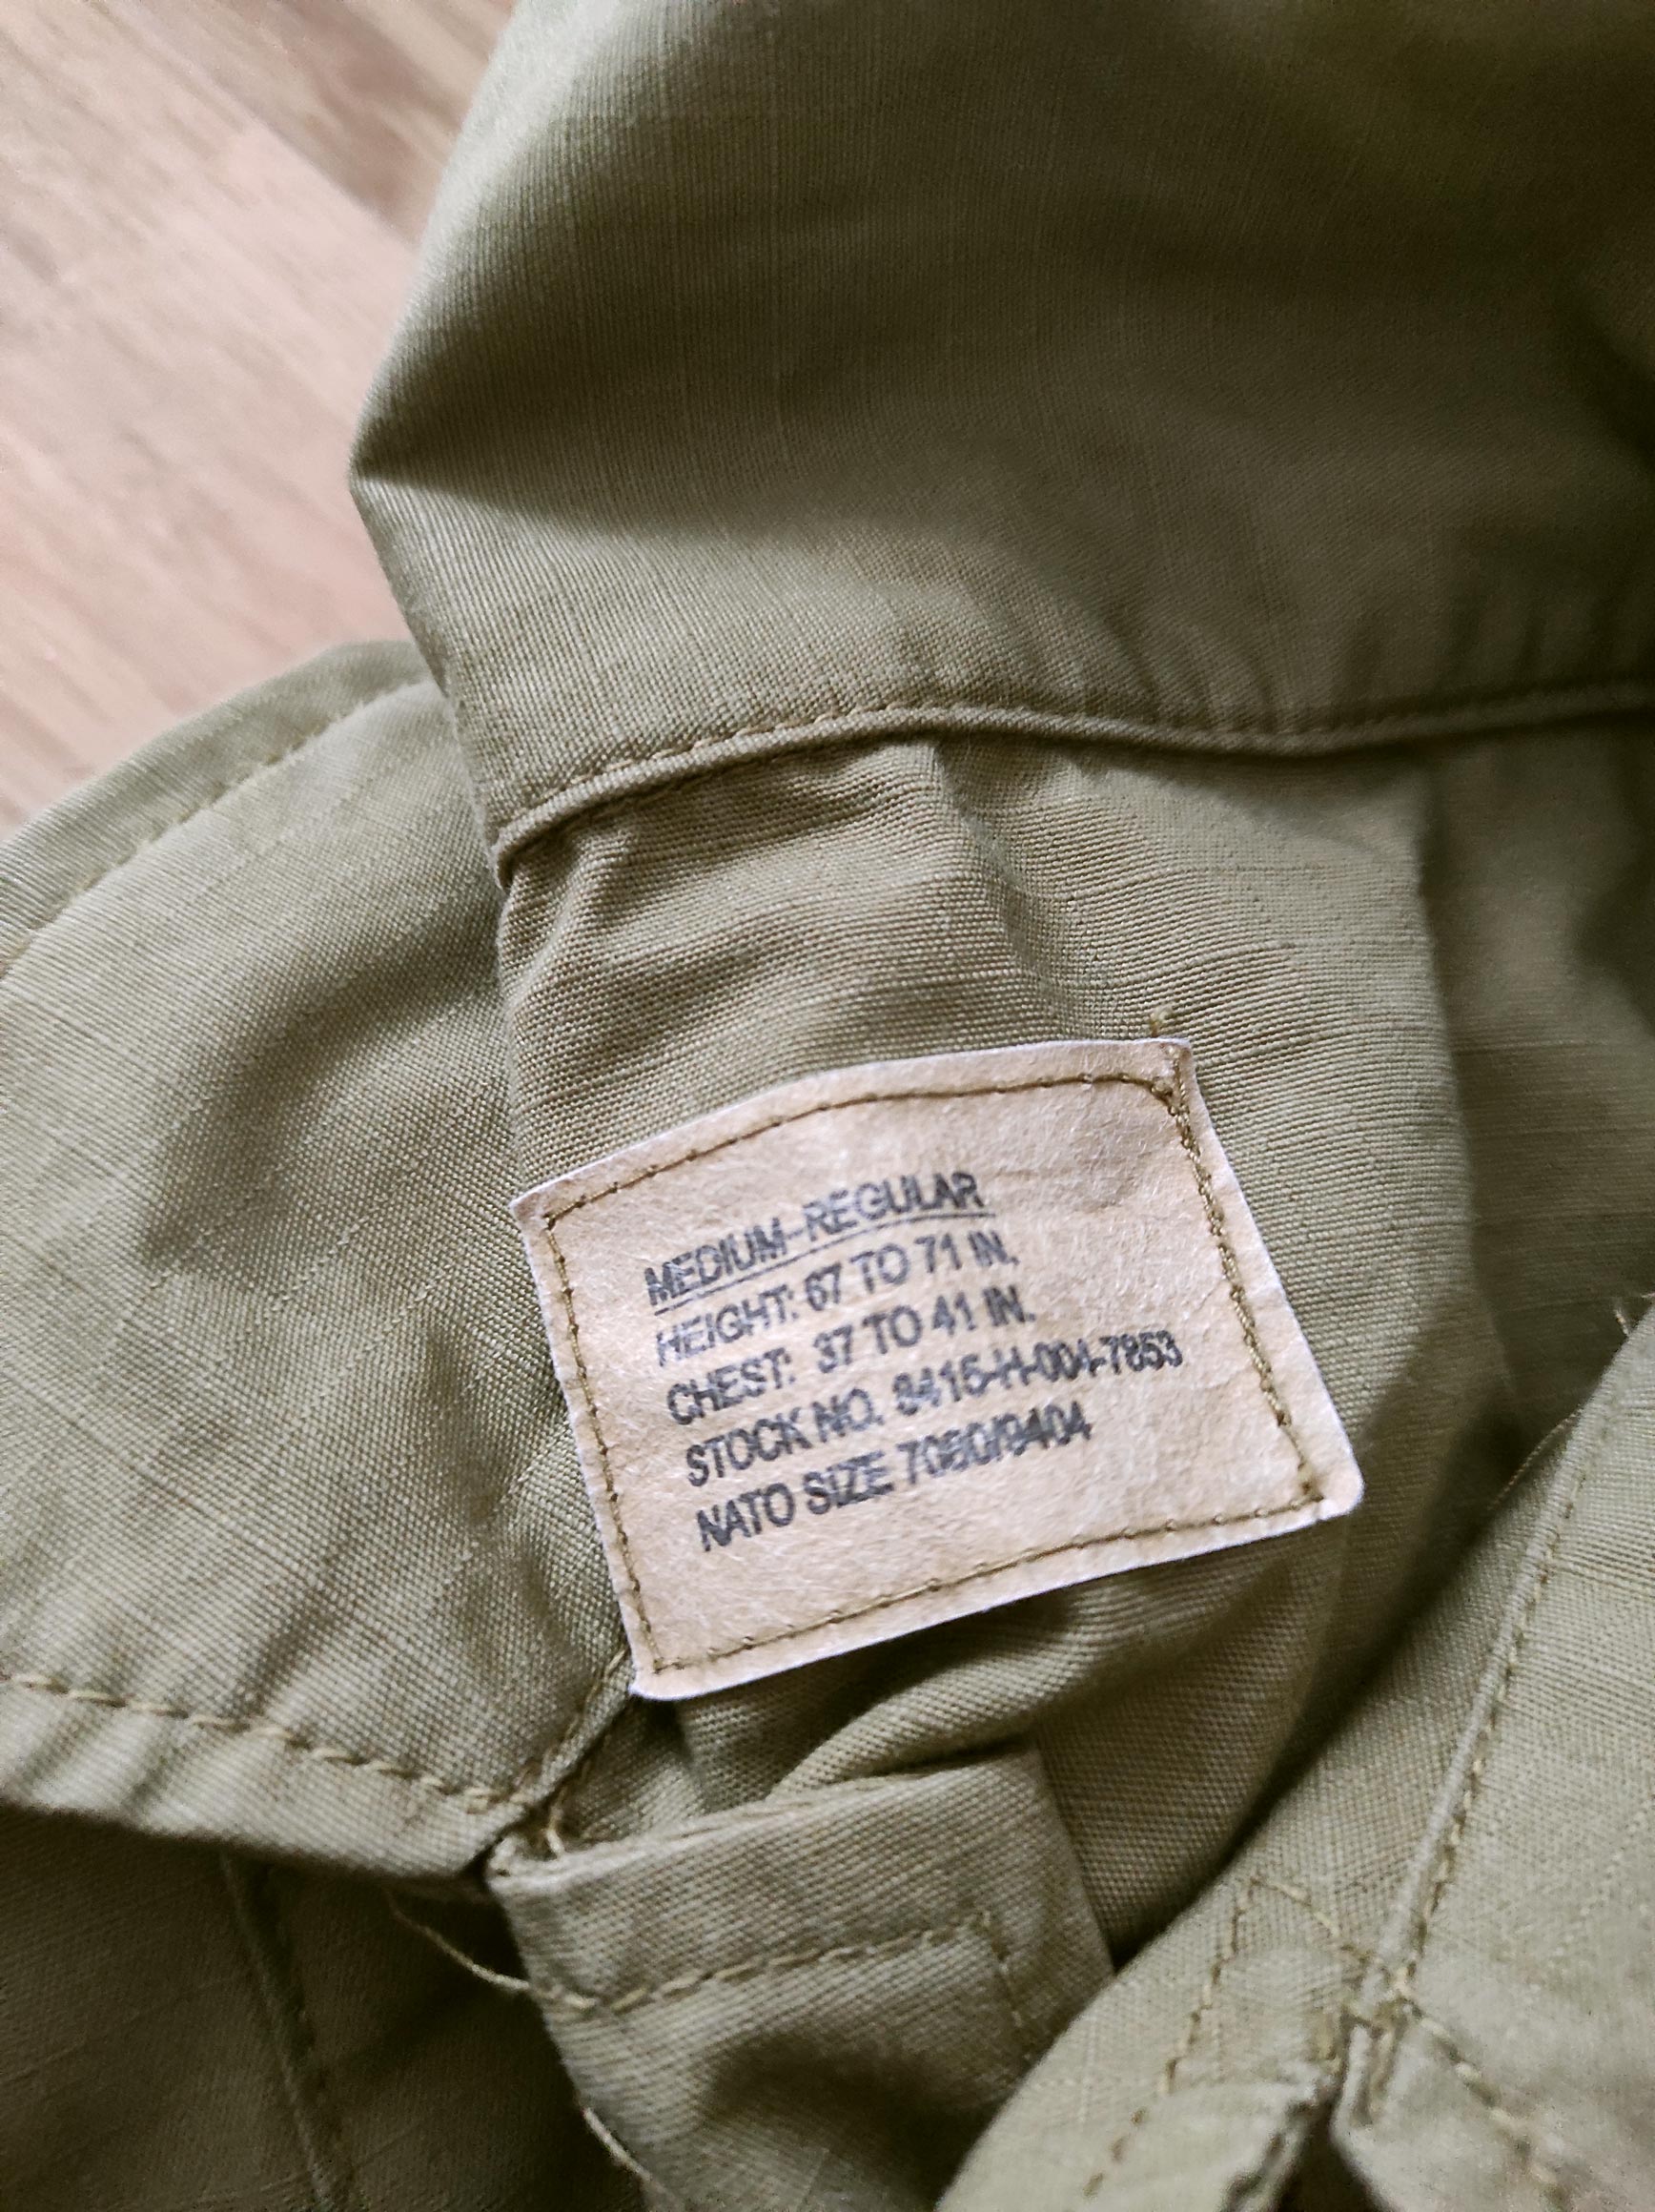 MEDIUM-REGULAR
HEIGHT: 67 TO 71 IN.
CHEST: 37 TO 41 IN.
STOCK NO. 8415-H-004-7853
NATO SIZE 7080/9404